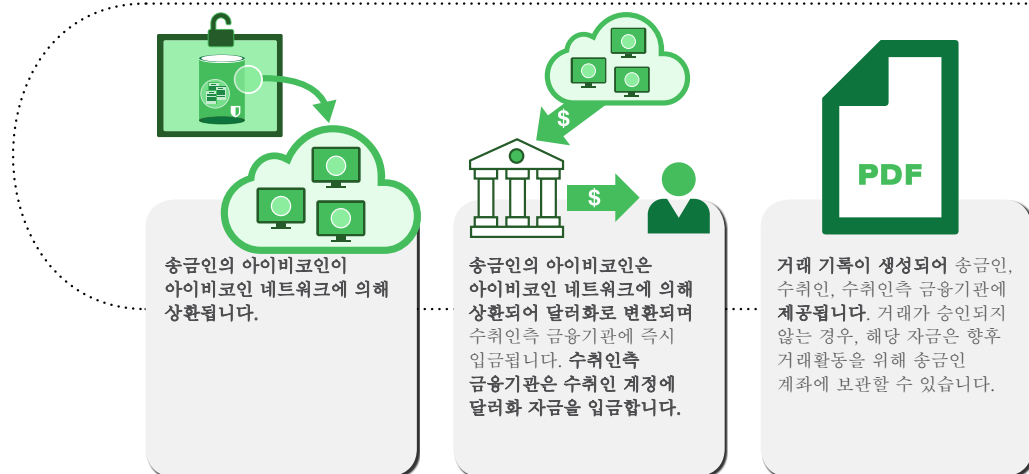 $
$
PDF
송금인의 아이비코인이
아이비코인 네트워크에 의해
상환됩니다.
송금인의 아이비코인은
아이비코인 네트워크에 의해
상환되어 달러화로 변환되며
수취인측 금융기관에 즉시
입금됩니다. 수취인측
금융기관은 수취인 계정에
달러화 자금을 입금합니다.
거래 기록이 생성되어 송금인,
수취인, 수취인측 금융기관에
제공됩니다. 거래가 승인되지
않는 경우, 해당 자금은 향후
거래활동을 위해 송금인
계좌에 보관할 수 있습니다.